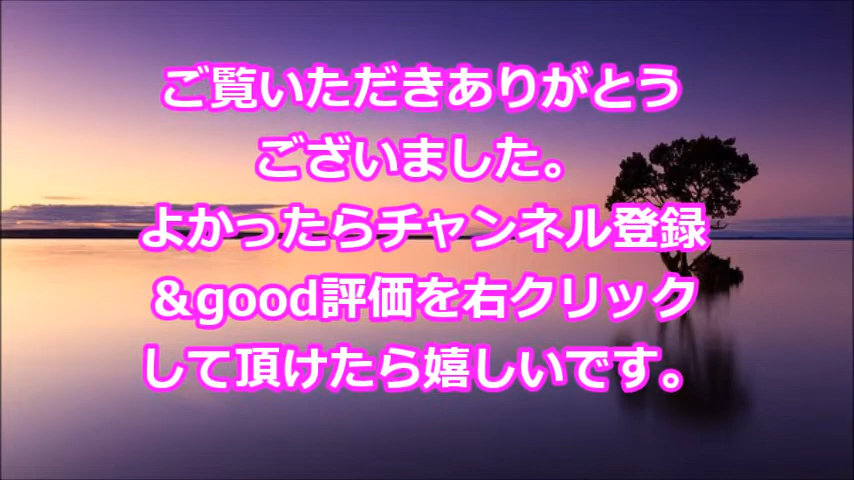 ご覧いただきありがとう
ございました。
よかったらチャンネル登録
&good評価を右クリック
して頂けたら嬉しいです。